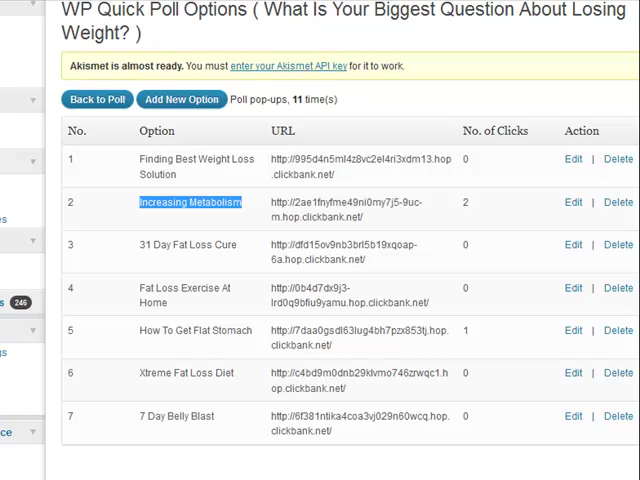 WP Quick Poll Options ( What Is Your Biggest Question About Losing
Weight? )
Akismet is almost ready. You must enter your Akismet API key for it to work.
Back to Poll Add New Option Poll pop-ups, 11 time(s)
No. Option URL No. of Clicks Action
1 Finding Best Weight Loss http://995d4n5ml4z8vc2el4ri3xdm13.hop 0 Edit | Delete
Solution .clickbank.net/
2 Increasing Metabolism http://2ae1fnyfme49ni0my7j5-9uc- 2 Edit | Delete
m.hop.clickbank.net/
3 31 Day Fat Loss Cure http://dfd15ov9nb3brl5b19xqoap- 0 Edit | Delete
6a.hop.clickbank.net/
4 Fat Loss Exercise At http://0b4d7dx9j3- 0 Edit | Delete
Home lrd0q9bfiu9yamu.hop.clickbank.net/
5 How To Get Flat Stomach http://7daa0gsdl63lug4bh7pzx853tj.hop. 1 Edit | Delete
clickbank.net/
6 Xtreme Fat Loss Diet http://c4bd9m0dnb29klvmo746zrwqc1.h 0 Edit | Delete
op.clickbank.net/
7 7 Day Belly Blast http://6f381ntika4coa3vj029n60wcq.hop. 0 Edit | Delete
clickbank.net/
es
s 246
gs
ce